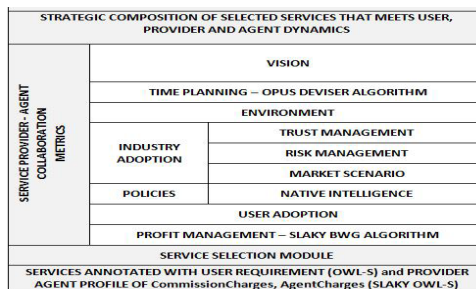 STRATEGIC COMPOSITION OF SELECTED SERVICES THAT MEETS USER,
PROVIDER AND AGENT DYNAMICS
SERVICE PROVIDER - AGENT
COLLABORATION
METRICS
VISION
TIME PLANNING – OPUS DEVISER ALGORITHM
ENVIRONMENT
INDUSTRY
ADOPTION
TRUST MANAGEMENT
RISK MANAGEMENT
MARKET SCENARIO
POLICIES
NATIVE INTELLIGENCE
USER ADOPTION
PROFIT MANAGEMENT – SLAKY BWG ALGORITHM
SERVICE SELECTION MODULE
SERVICES ANNOTATED WITH USER REQUIREMENT (OWL-S) and PROVIDER
AGENT PROFILE OF CommissionCharges, AgentCharges (SLAKY OWL-S)